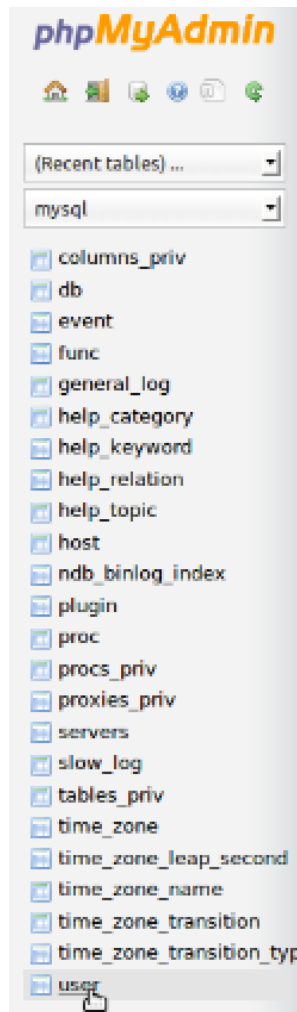 phpMyAdmin
(Recent tables) ...
mysql
columns_priv
db
event
func
general_log
help_category
help_keyword
help_relation
help_topic
host
ndb_binlog_index
plugin
proc
procs_priv
proxies_priv
servers
slow_log
tables_priv
time_zone
time_zone_leap_second
time_zone_name
time_zone_transition
time_zone_transition_typ
user